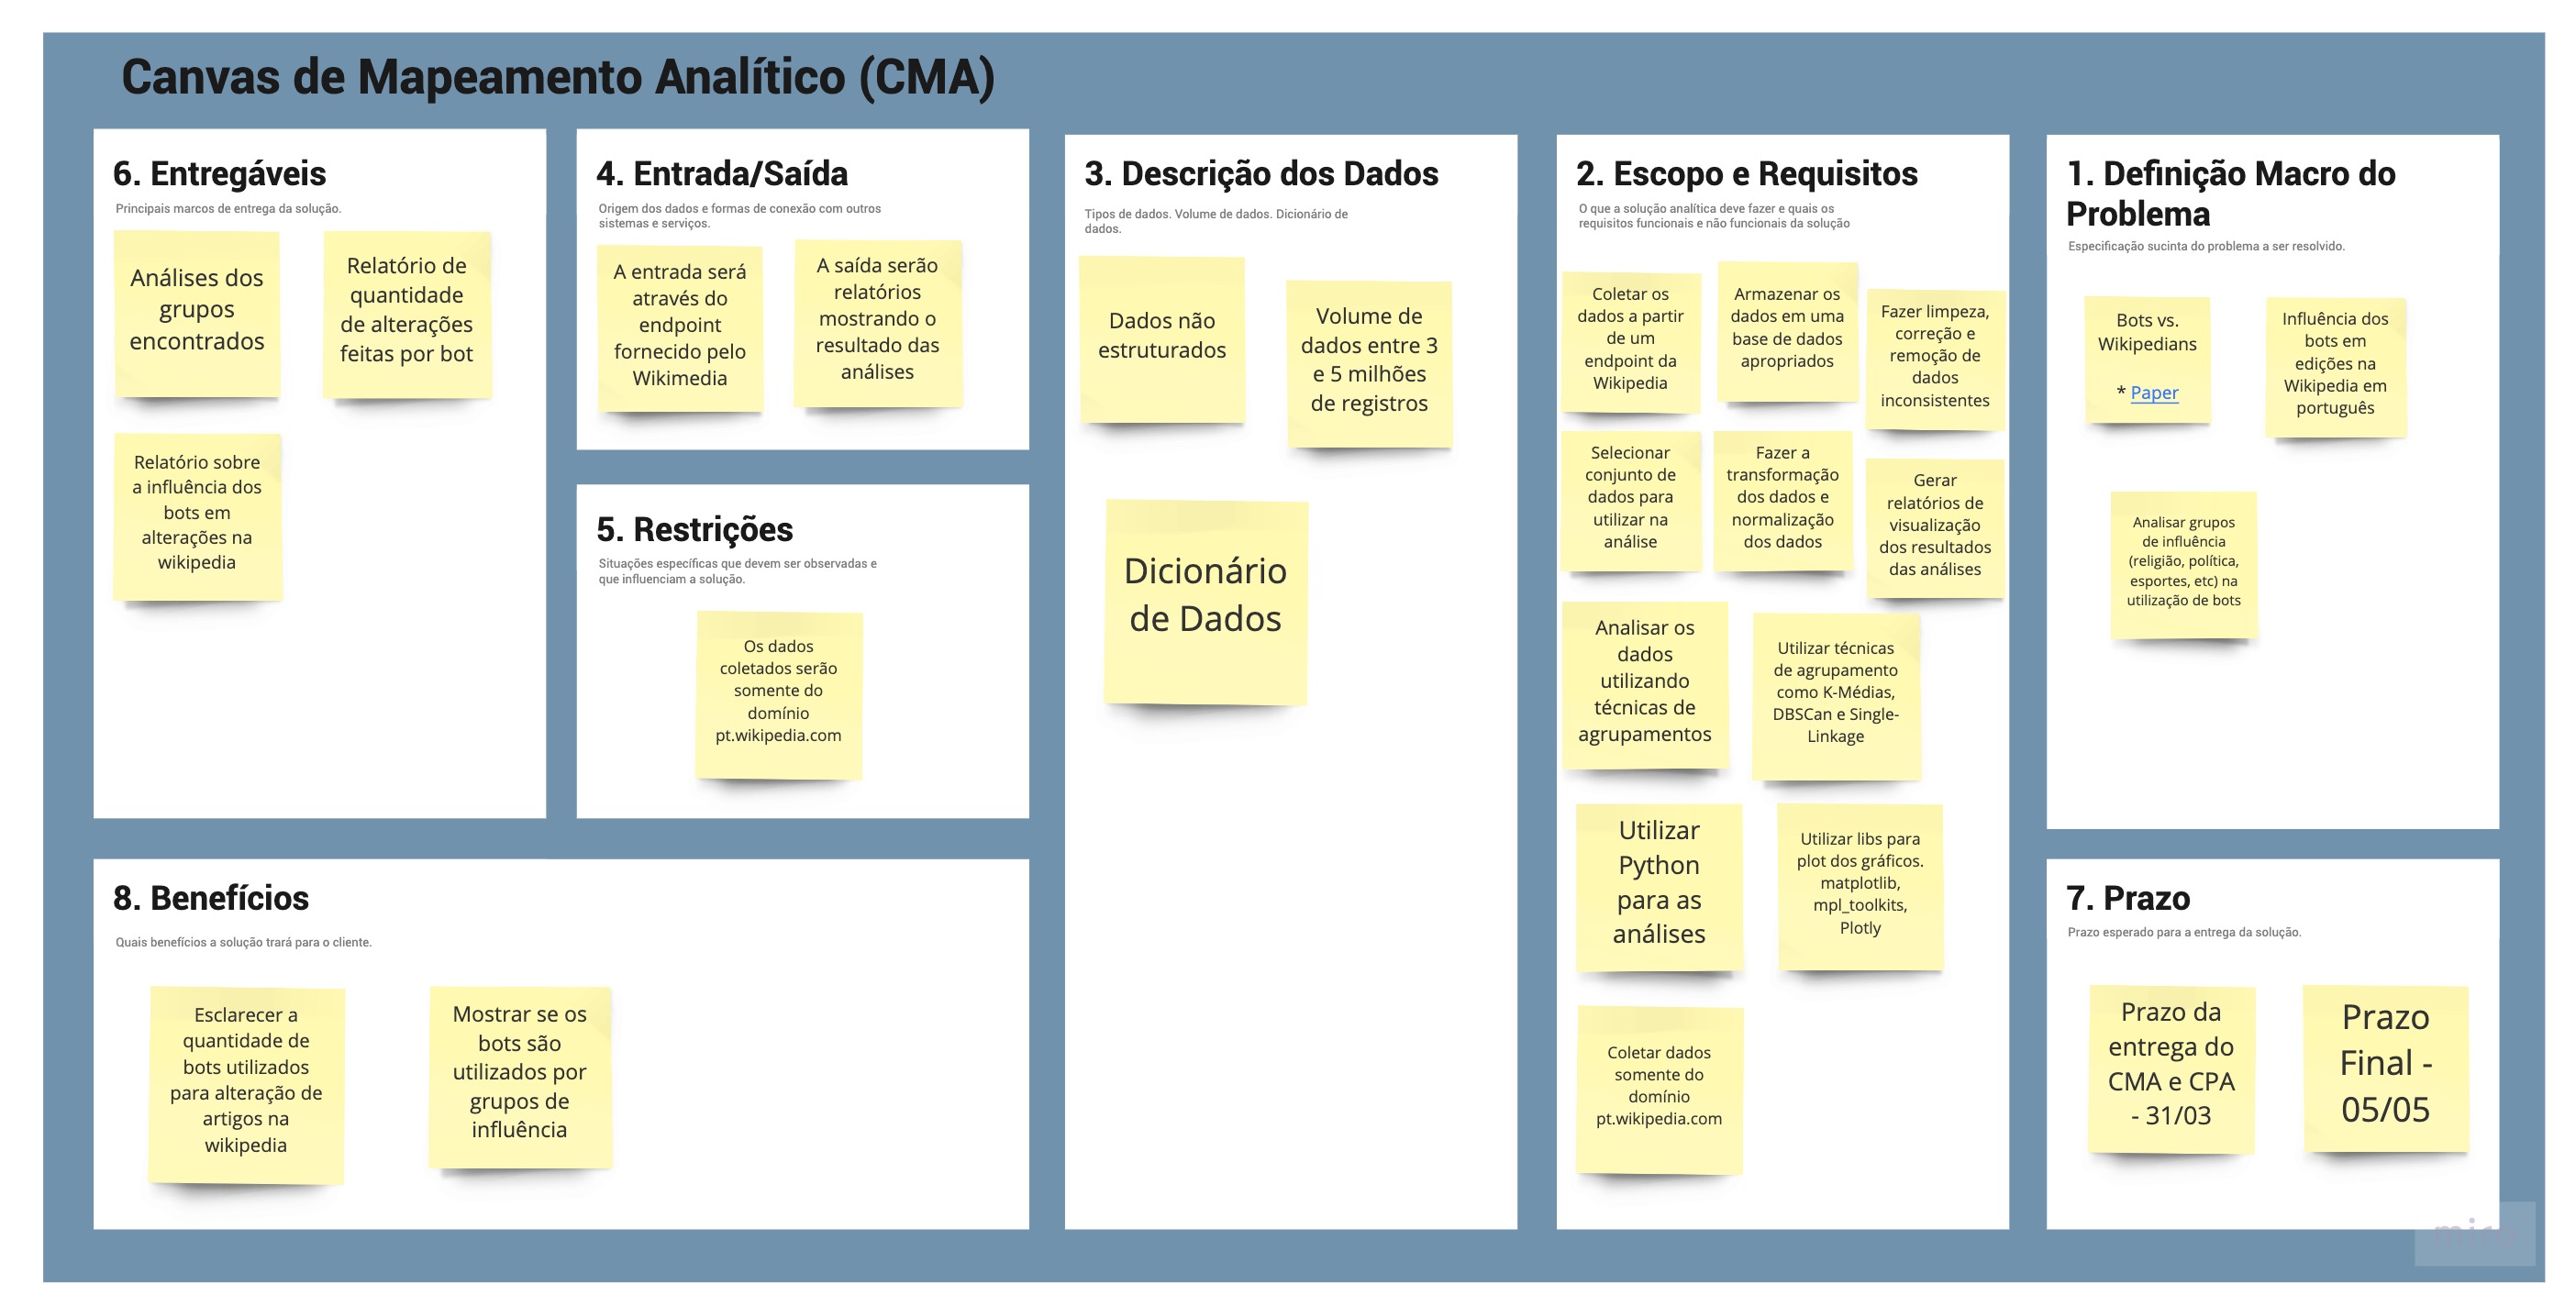 Canvas de Mapeamento Analítico (CMA)
6. Entregáveis
Principais marcos de entrega da solução.
Análises dos
grupos
encontrados
Relatório de
quantidade
de alterações
feitas por bot
Relatório sobre
a influência dos
bots em
alterações na
wikipedia
4. Entrada/Saída
Origem dos dados e formas de conexão com outros
sistemas e serviços.
A entrada será
através do
endpoint
fornecido pelo
Wikimedia
A saída serão
relatórios
mostrando o
resultado das
análises
5. Restrições
Situações específicas que devem ser observadas e
que influenciam a solução.
Os dados
coletados serão
somente do
domínio
pt.wikipedia.com
3. Descrição dos Dados
Tipos de dados. Volume de dados. Dicionário de
dados.
Dados não
estruturados
Volume de
dados entre 3
e 5 milhões
de registros
Dicionário
de Dados
2. Escopo e Requisitos
O que a solução analítica deve fazer e quais os
requisitos funcionais e não funcionais da solução
Coletar os
dados a partir
de um
endpoint da
Wikipedia
Armazenar os
dados em uma
base de dados
apropriados
Fazer limpeza,
correção e
remoção de
dados
inconsistentes
Selecionar
conjunto de
dados para
utilizar na
análise
Fazer a
transformação
dos dados e
normalização
dos dados
Gerar
relatórios de
visualização
dos resultados
das análises
Analisar os
dados
utilizando
técnicas de
agrupamentos
Utilizar técnicas
de agrupamento
como K-Médias,
DBSCan e Single-
Linkage
Utilizar
Python
para as
análises
Utilizar libs para
plot dos gráficos.
matplotlib,
mpl_toolkits,
Plotly
Coletar dados
somente do
domínio
pt.wikipedia.com
1. Definição Macro do
Problema
Especificação sucinta do problema a ser resolvido.
Bots vs.
Wikipedians
* Paper
Influência dos
bots em
edições na
Wikipedia em
português
Analisar grupos
de influência
(religião, política,
esportes, etc) na
utilização de bots
7. Prazo
Prazo esperado para a entrega da solução.
Prazo da
entrega do
CMA e CPA
- 31/03
Prazo
Final -
05/05
8. Benefícios
Quais benefícios a solução trará para o cliente.
Esclarecer a
quantidade de
bots utilizados
para alteração de
artigos na
wikipedia
Mostrar se os
bots são
utilizados por
grupos de
influência
miro